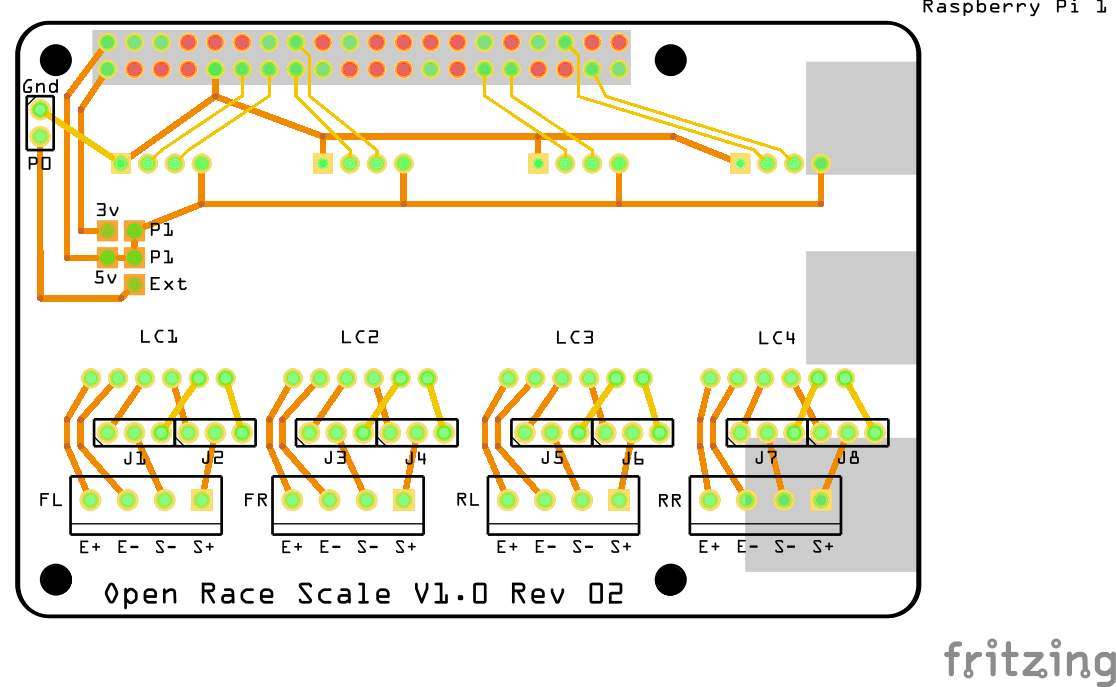 Raspberry Pi 1
Gnd
P0
3v
P1
P1
5v
Ext
LC1 LC2 LC3 LC4
J1 J2 J3 J4 J5 J6 J7 J8
FL FR RL RR
E+ E- S- S+ E+ E- S- S+ E+ E- S- S+ E+ E- S- S+
Open Race Scale V1.0 Rev 02
fritzing